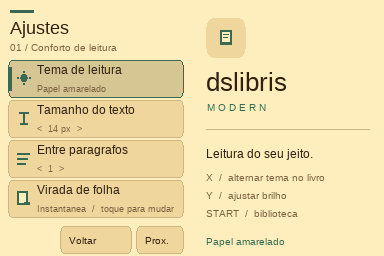 Ajustes
01 / Conforto de leitura
Tema de leitura
Papel amarelado
Tamanho do texto
< 14 px >
Entre paragrafos
< 1 >
Virada de folha
Instantanea / toque para mudar
Voltar
Prox.
dslibris
MODERN
Leitura do seu jeito.
X / alternar tema no livro
Y / ajustar brilho
START / biblioteca
Papel amarelado